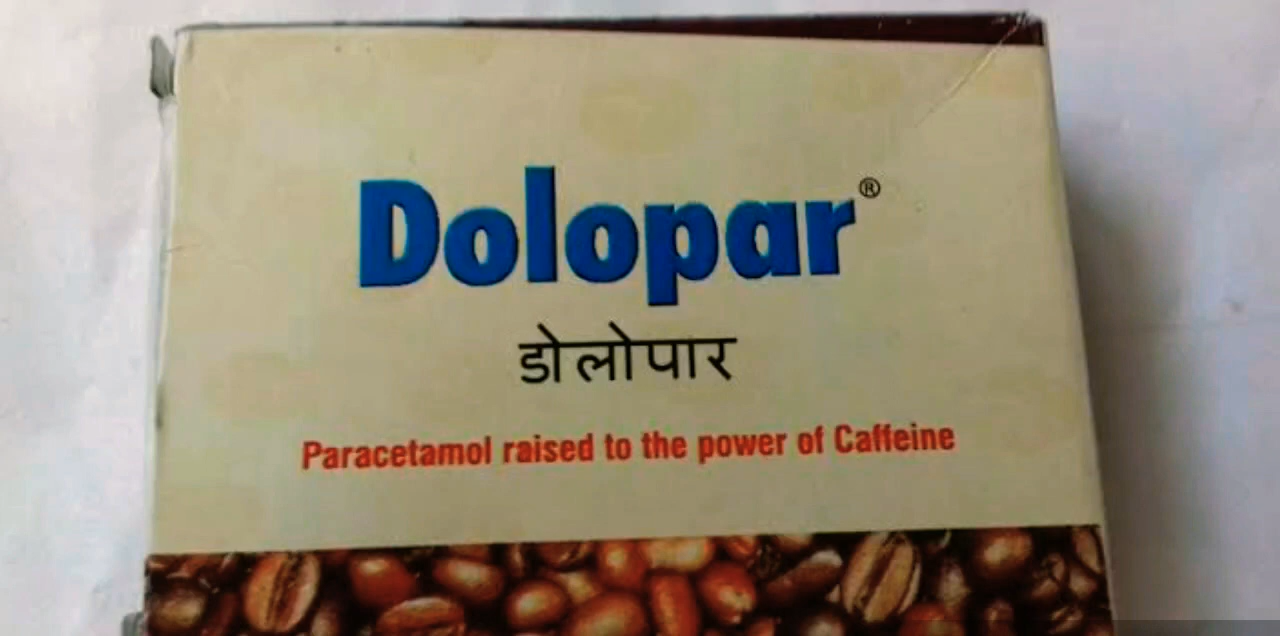 Dolopar®
डोलोपार
Paracetamol raised to the power of Caffeine